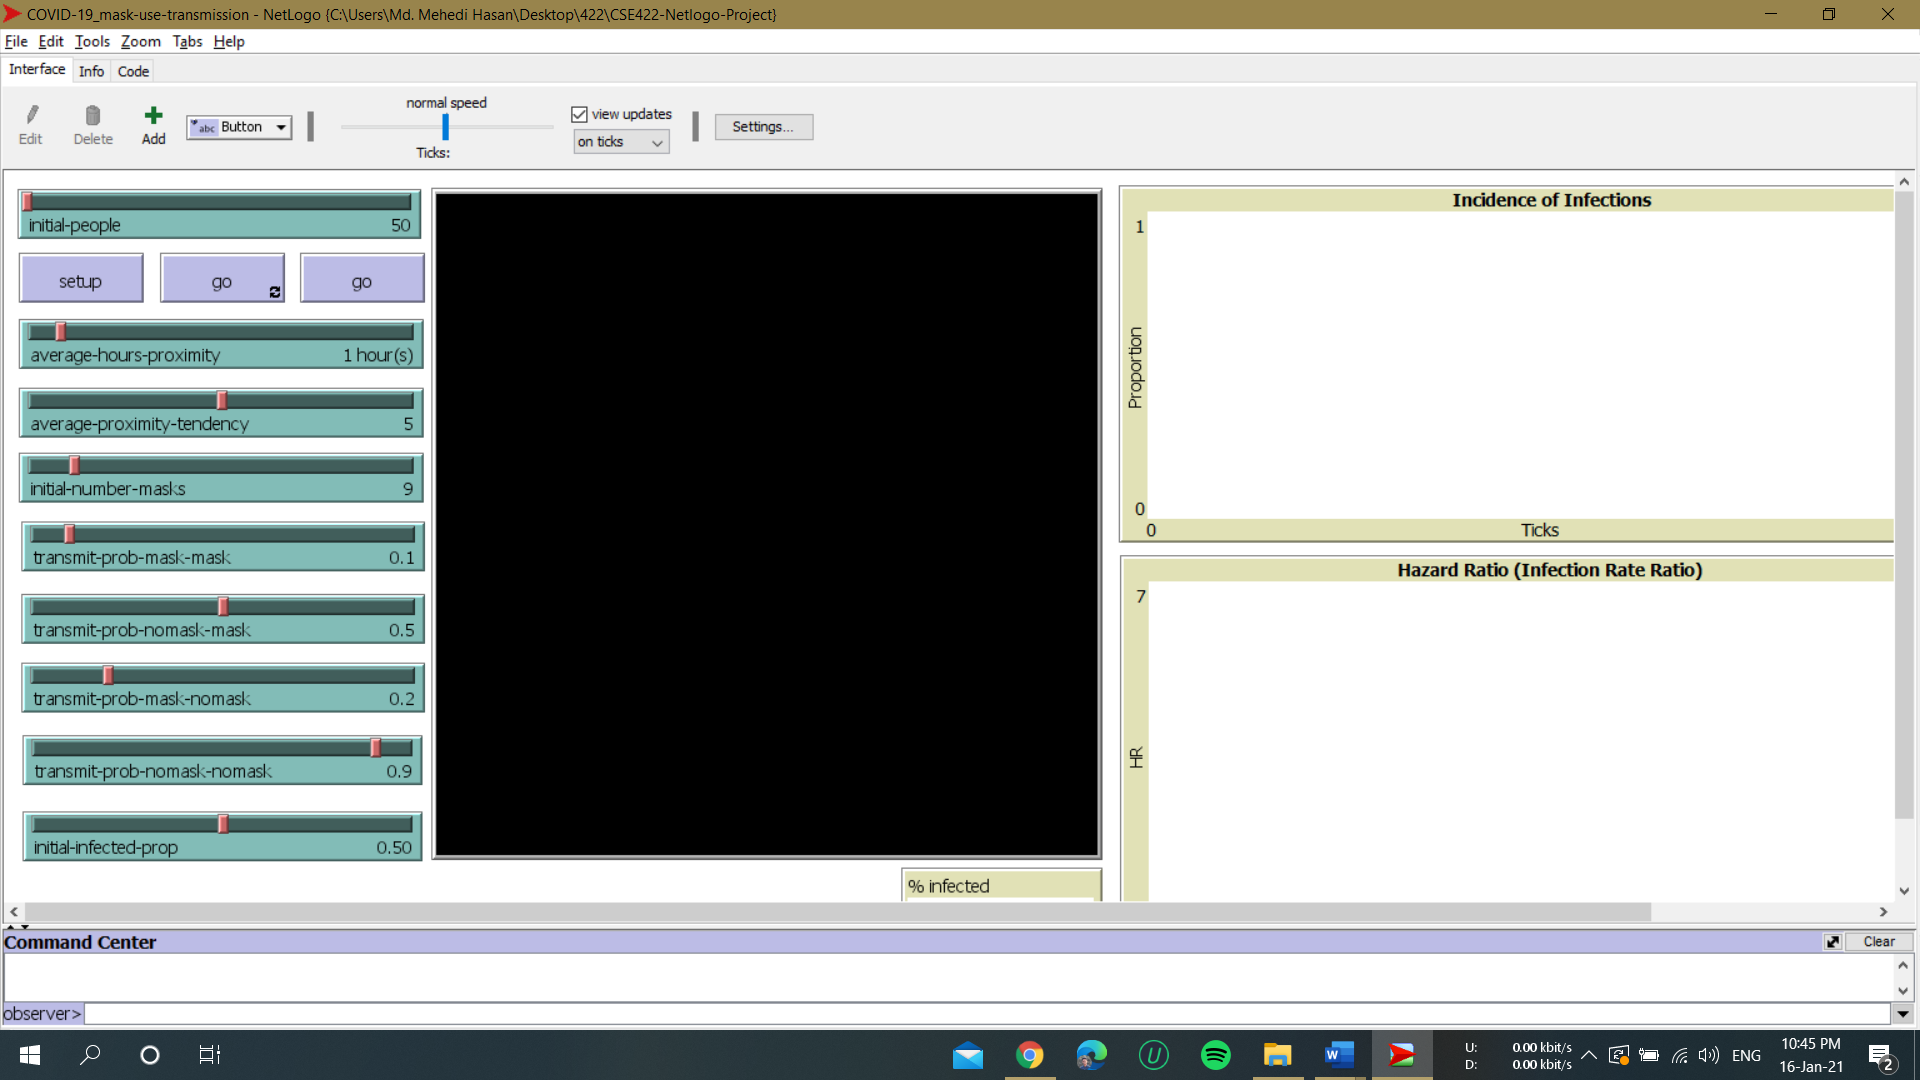 COVID-19_mask-use-transmission - NetLogo {C:\Users\Md. Mehedi Hasan\Desktop\422\CSE422-Netlogo-Project}
File Edit Tools Zoom Tabs Help
Interface Info Code
Edit Delete Add abc Button normal speed Ticks: view updates on ticks Settings...
initial-people 50
setup go go
average-hours-proximity 1 hour(s)
average-proximity-tendency 5
initial-number-masks 9
transmit-prob-mask-mask 0.1
transmit-prob-nomask-mask 0.5
transmit-prob-mask-nomask 0.2
transmit-prob-nomask-nomask 0.9
initial-infected-prop 0.50
% infected
Incidence of Infections
1
Proportion
0
0 Ticks
Hazard Ratio (Infection Rate Ratio)
7
HR
Command Center Clear
observer>
U: 0.00 kbit/s
D: 0.00 kbit/s
ENG
10:45 PM
16-Jan-21
2